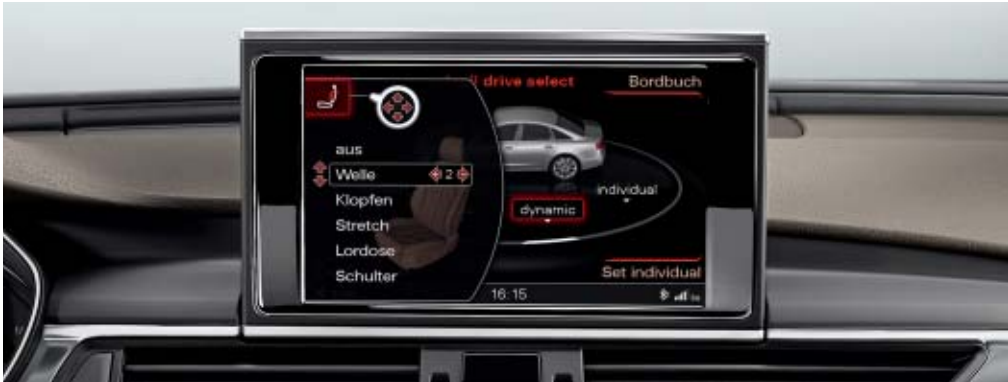 drive select
Bordbuch
aus
Welle 2
Klopfen
Stretch
Lordose
Schulter
individual
dynamic
Set individual
16:15